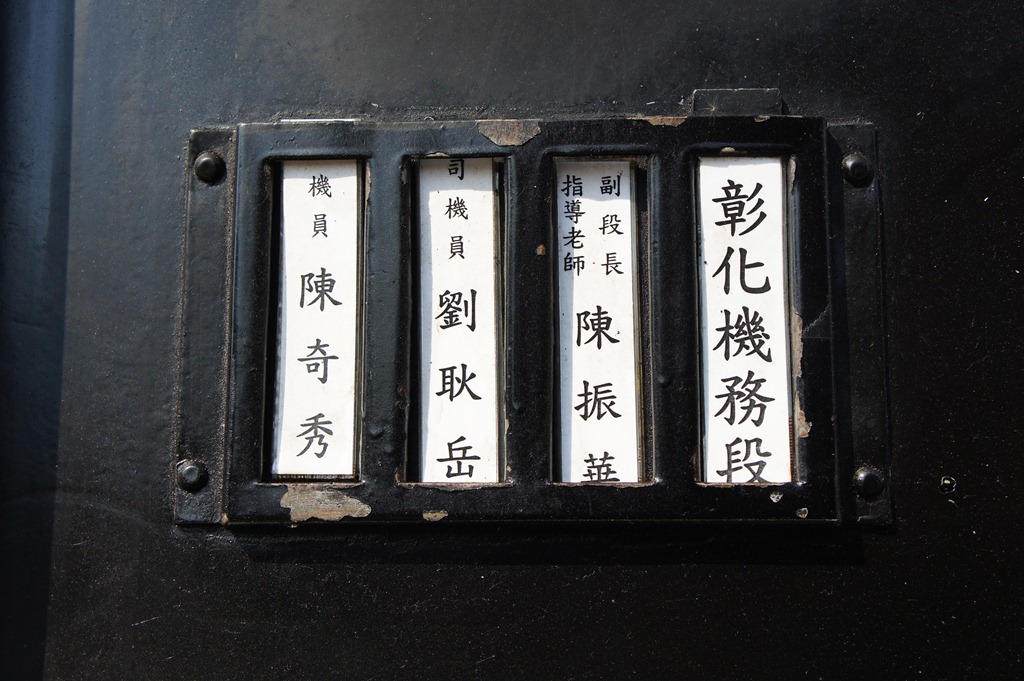 彰化機務段
副段長
指導老師
陳振華
司機員 劉耿岳
機員 陳奇秀